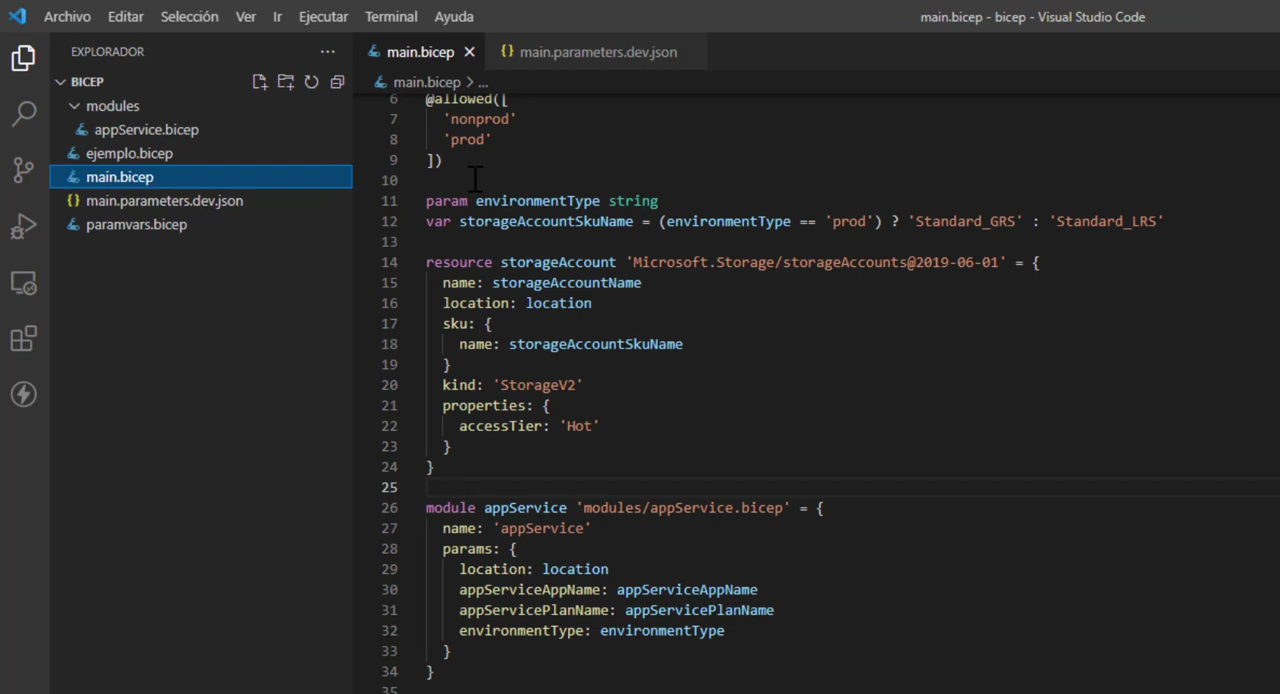 Archivo Editar Selección Ver Ir Ejecutar Terminal Ayuda
main.bicep - bicep - Visual Studio Code
EXPLORADOR
BICEP
modules
appService.bicep
ejemplo.bicep
main.bicep
main.parameters.dev.json
paramvars.bicep
main.bicep
main.parameters.dev.json
main.bicep > ...
6 @allowed([
7 'nonprod'
8 'prod'
9 ])
10
11 param environmentType string
12 var storageAccountSkuName = (environmentType == 'prod') ? 'Standard_GRS' : 'Standard_LRS'
13
14 resource storageAccount 'Microsoft.Storage/storageAccounts@2019-06-01' = {
15 name: storageAccountName
16 location: location
17 sku: {
18 name: storageAccountSkuName
19 }
20 kind: 'StorageV2'
21 properties: {
22 accessTier: 'Hot'
23 }
24 }
25
26 module appService 'modules/appService.bicep' = {
27 name: 'appService'
28 params: {
29 location: location
30 appServiceAppName: appServiceAppName
31 appServicePlanName: appServicePlanName
32 environmentType: environmentType
33 }
34 }
35